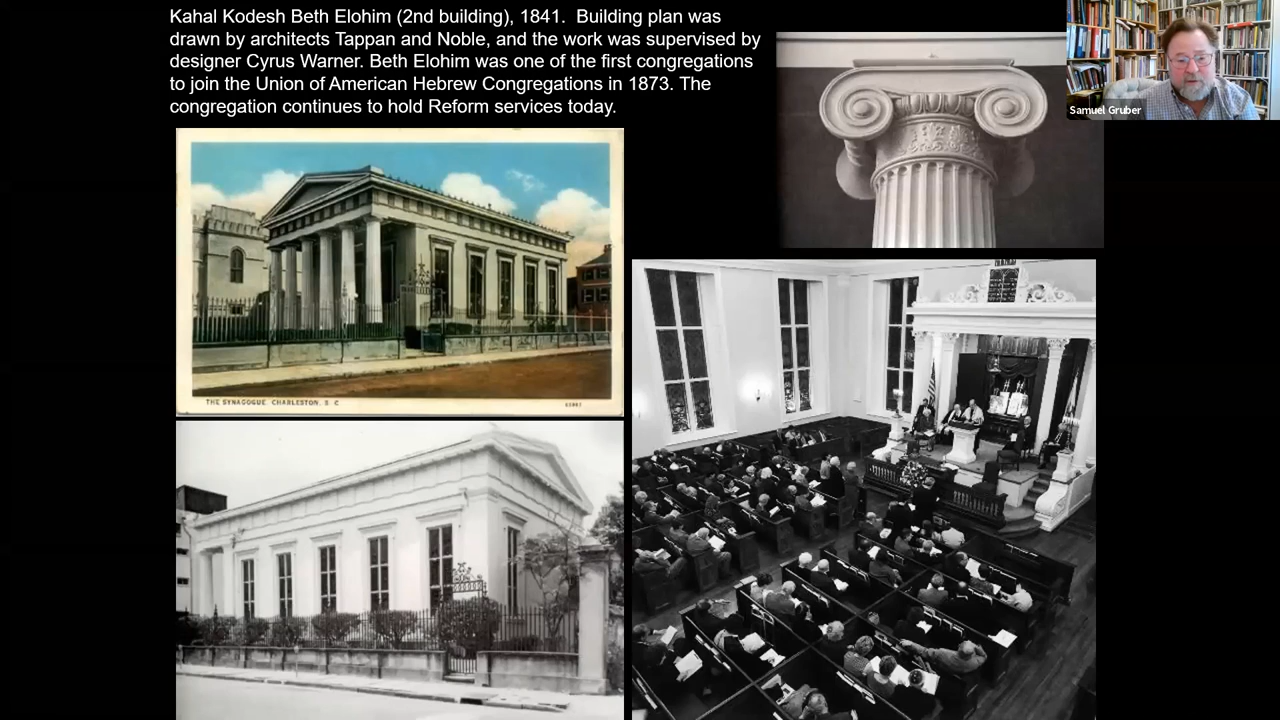 Kahal Kodesh Beth Elohim (2nd building), 1841.  Building plan was
drawn by architects Tappan and Noble, and the work was supervised by
designer Cyrus Warner. Beth Elohim was one of the first congregations
to join the Union of American Hebrew Congregations in 1873. The
congregation continues to hold Reform services today.
Samuel Gruber
THE SYNAGOGUE, CHARLESTON, S. C.